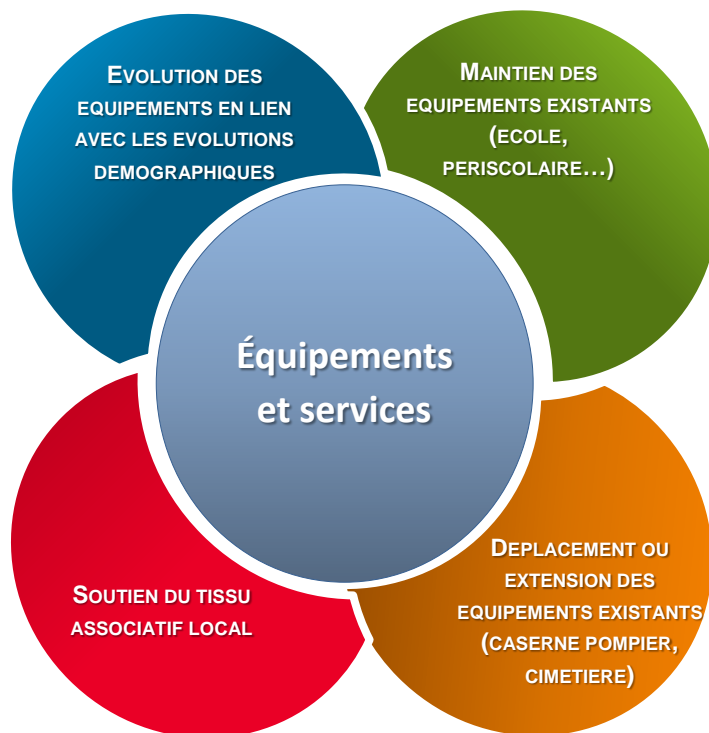 EVOLUTION DES
EQUIPEMENTS EN LIEN
AVEC LES EVOLUTIONS
DEMOGRAPHIQUES
MAINTIEN DES
EQUIPEMENTS EXISTANTS
(ECOLE,
PERISCOLAIRE…)
Équipements
et services
SOUTIEN DU TISSU
ASSOCIATIF LOCAL
DEPLACEMENT OU
EXTENSION DES
EQUIPEMENTS EXISTANTS
(CASERNE POMPIER,
CIMETIERE)